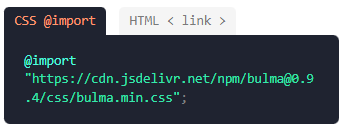 CSS @import HTML < link >
@import
"https://cdn.jsdelivr.net/npm/bulma@0.9
.4/css/bulma.min.css";